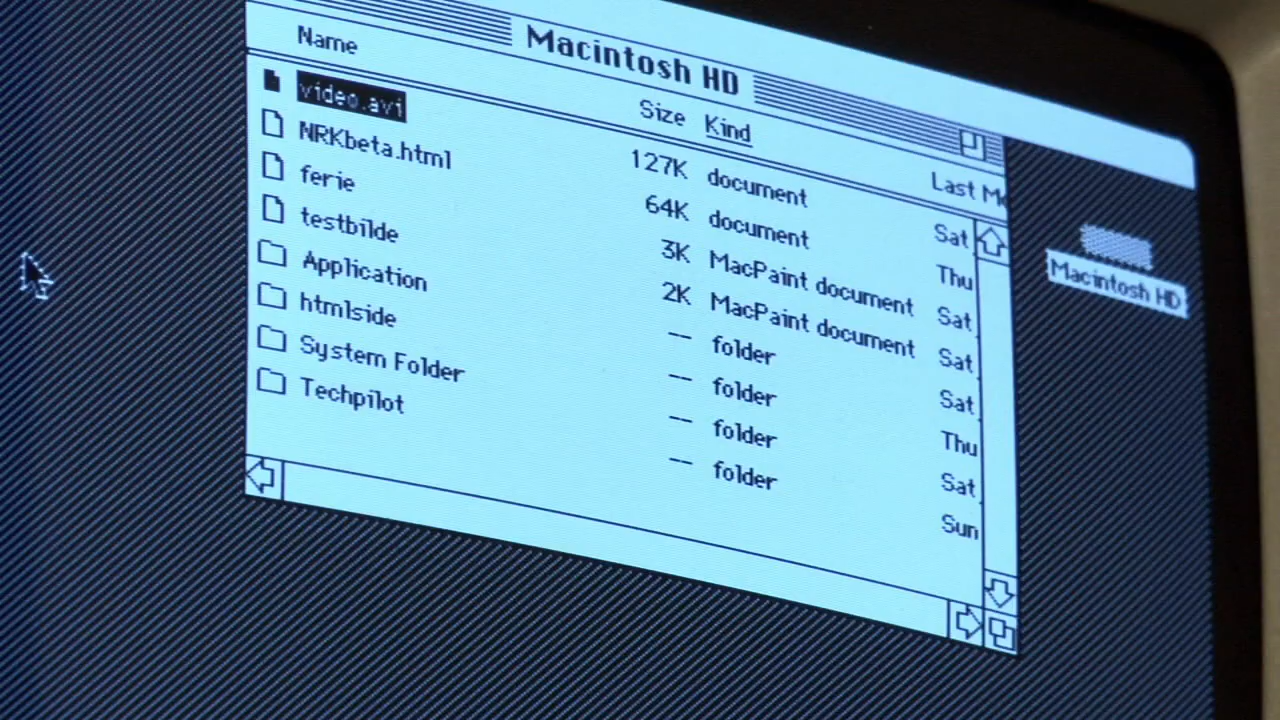 Macintosh HD
Name Size Kind Last Mo
video.avi 127K document Sat
NRKbeta.html 64K document Thu
ferie 3K MacPaint document Sat
testbilde 2K MacPaint document Sat
Application -- folder Sat
htmlside -- folder Thu
System Folder -- folder Sat
Techpilot -- folder Sun
Macintosh HD